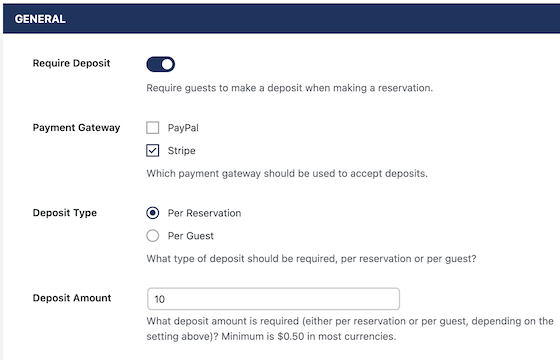 GENERAL
Require Deposit
Require guests to make a deposit when making a reservation.
Payment Gateway
PayPal
Stripe
Which payment gateway should be used to accept deposits.
Deposit Type
Per Reservation
Per Guest
What type of deposit should be required, per reservation or per guest?
Deposit Amount
10
What deposit amount is required (either per reservation or per guest, depending on the
setting above)? Minimum is $0.50 in most currencies.